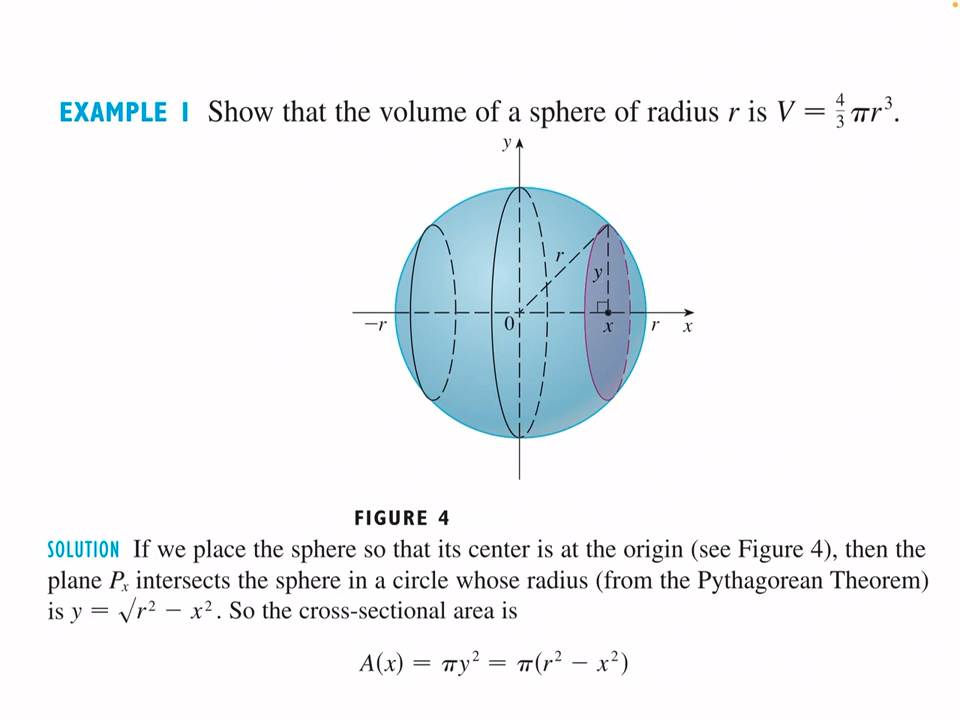 EXAMPLE 1 Show that the volume of a sphere of radius r is V = 4/3 πr³.
y
r
y
−r 0 x r x
FIGURE 4
SOLUTION If we place the sphere so that its center is at the origin (see Figure 4), then the
plane Pₓ intersects the sphere in a circle whose radius (from the Pythagorean Theorem)
is y = √r² − x². So the cross-sectional area is
A(x) = πy² = π(r² − x²)